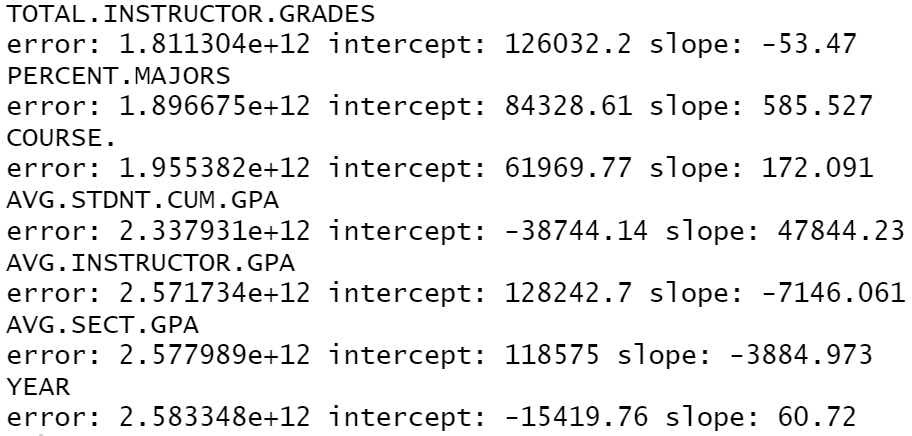 TOTAL.INSTRUCTOR.GRADES
error: 1.811304e+12 intercept: 126032.2 slope: -53.47
PERCENT.MAJORS
error: 1.896675e+12 intercept: 84328.61 slope: 585.527
COURSE.
error: 1.955382e+12 intercept: 61969.77 slope: 172.091
AVG.STDNT.CUM.GPA
error: 2.337931e+12 intercept: -38744.14 slope: 47844.23
AVG.INSTRUCTOR.GPA
error: 2.571734e+12 intercept: 128242.7 slope: -7146.061
AVG.SECT.GPA
error: 2.577989e+12 intercept: 118575 slope: -3884.973
YEAR
error: 2.583348e+12 intercept: -15419.76 slope: 60.72